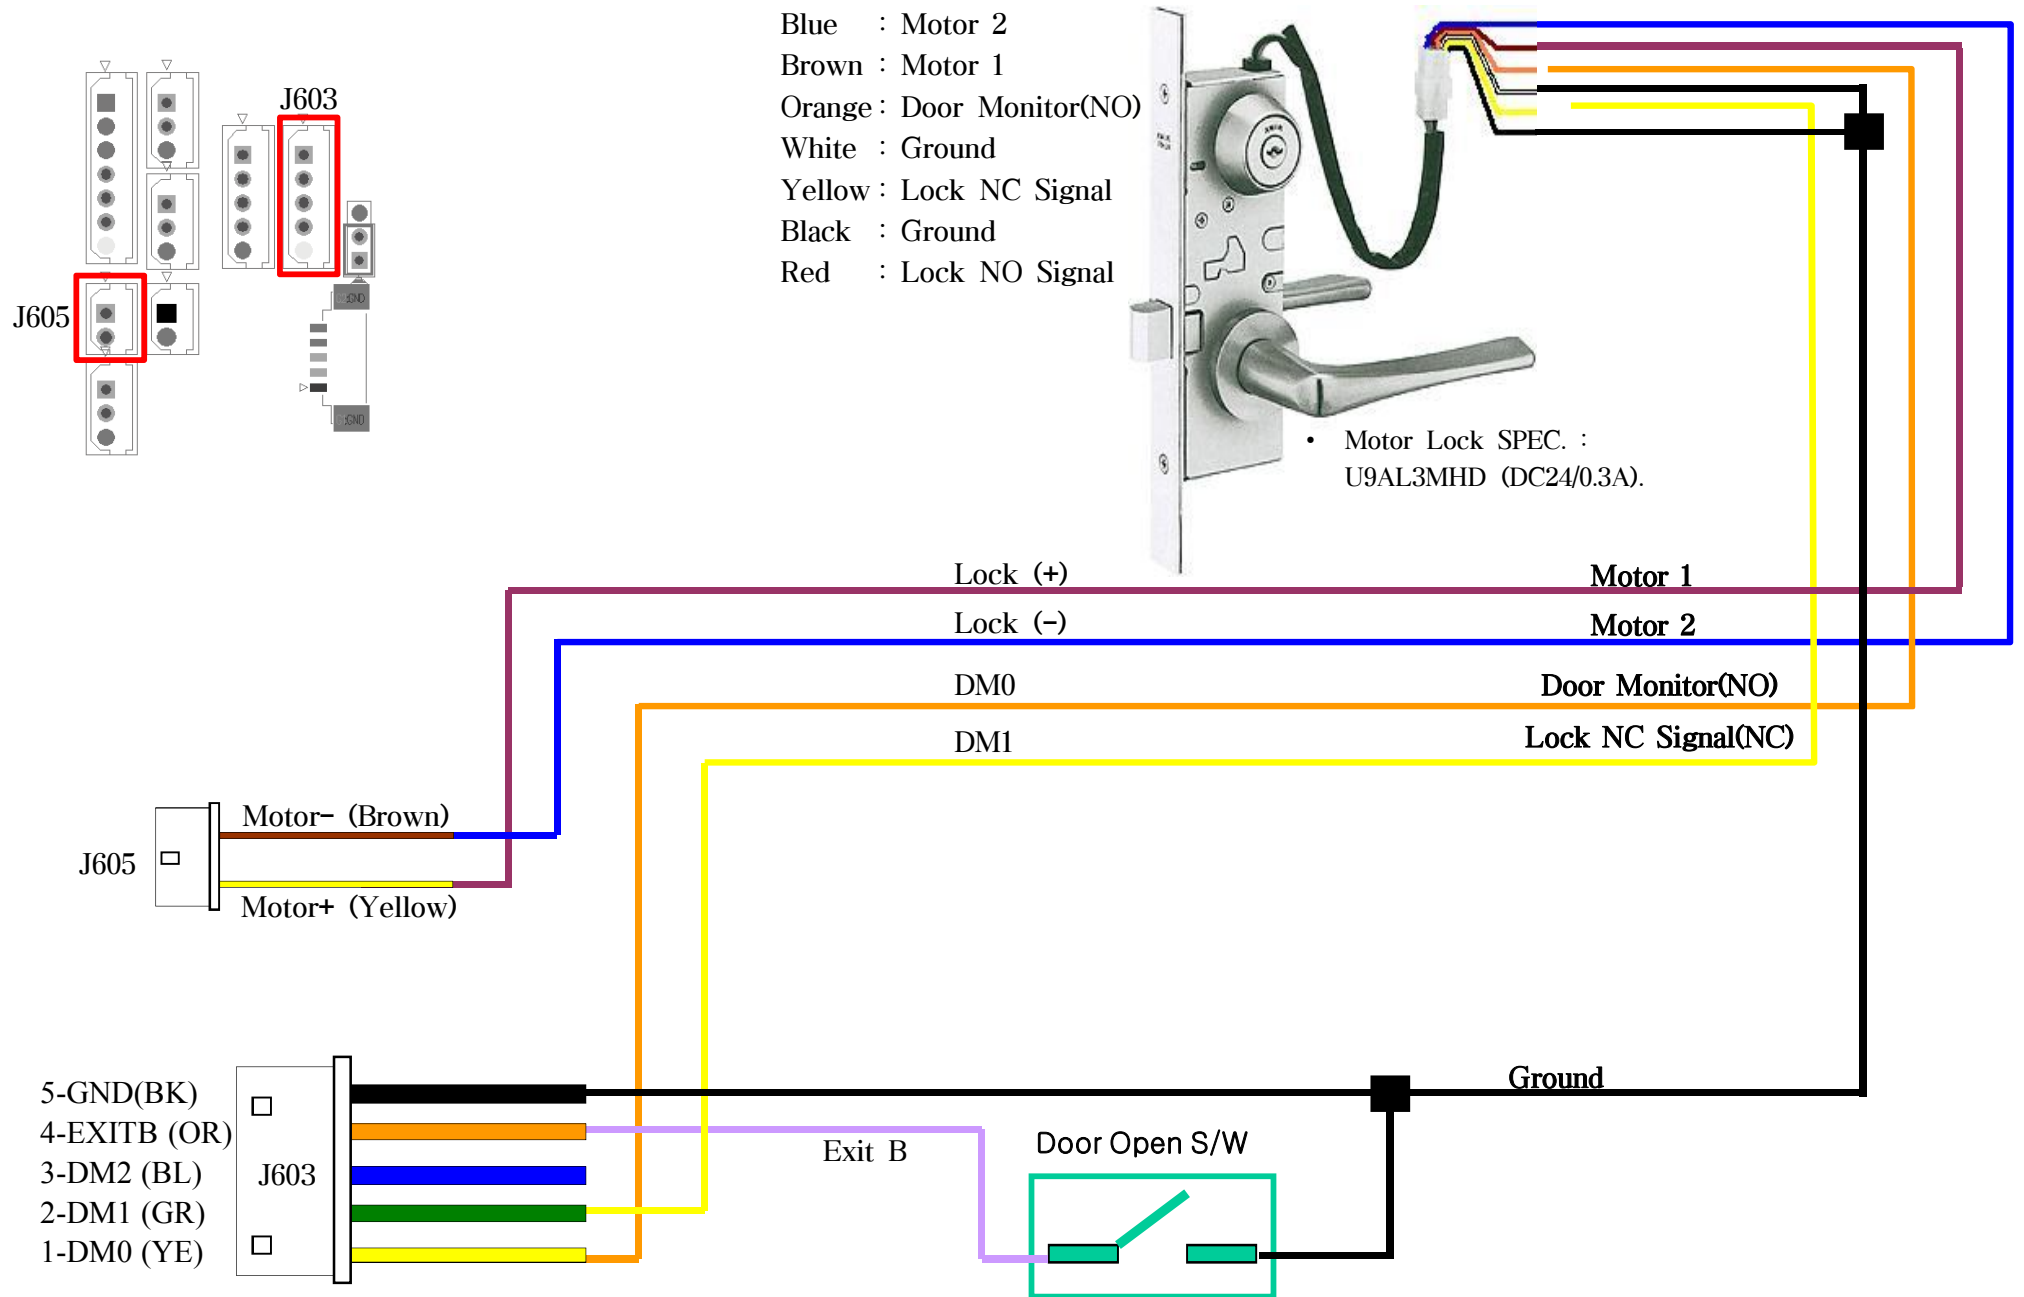 Blue : Motor 2
Brown : Motor 1
Orange : Door Monitor(NO)
White : Ground
Yellow : Lock NC Signal
Black : Ground
Red : Lock NO Signal
J603
J605
GND
GND
• Motor Lock SPEC. :
U9AL3MHD (DC24/0.3A).
Lock (+) Motor 1
Lock (-) Motor 2
DM0 Door Monitor(NO)
DM1 Lock NC Signal(NC)
Motor- (Brown)
J605
Motor+ (Yellow)
Ground
5-GND(BK)
4-EXITB (OR)
3-DM2 (BL)
2-DM1 (GR)
1-DM0 (YE)
J603
Exit B
Door Open S/W